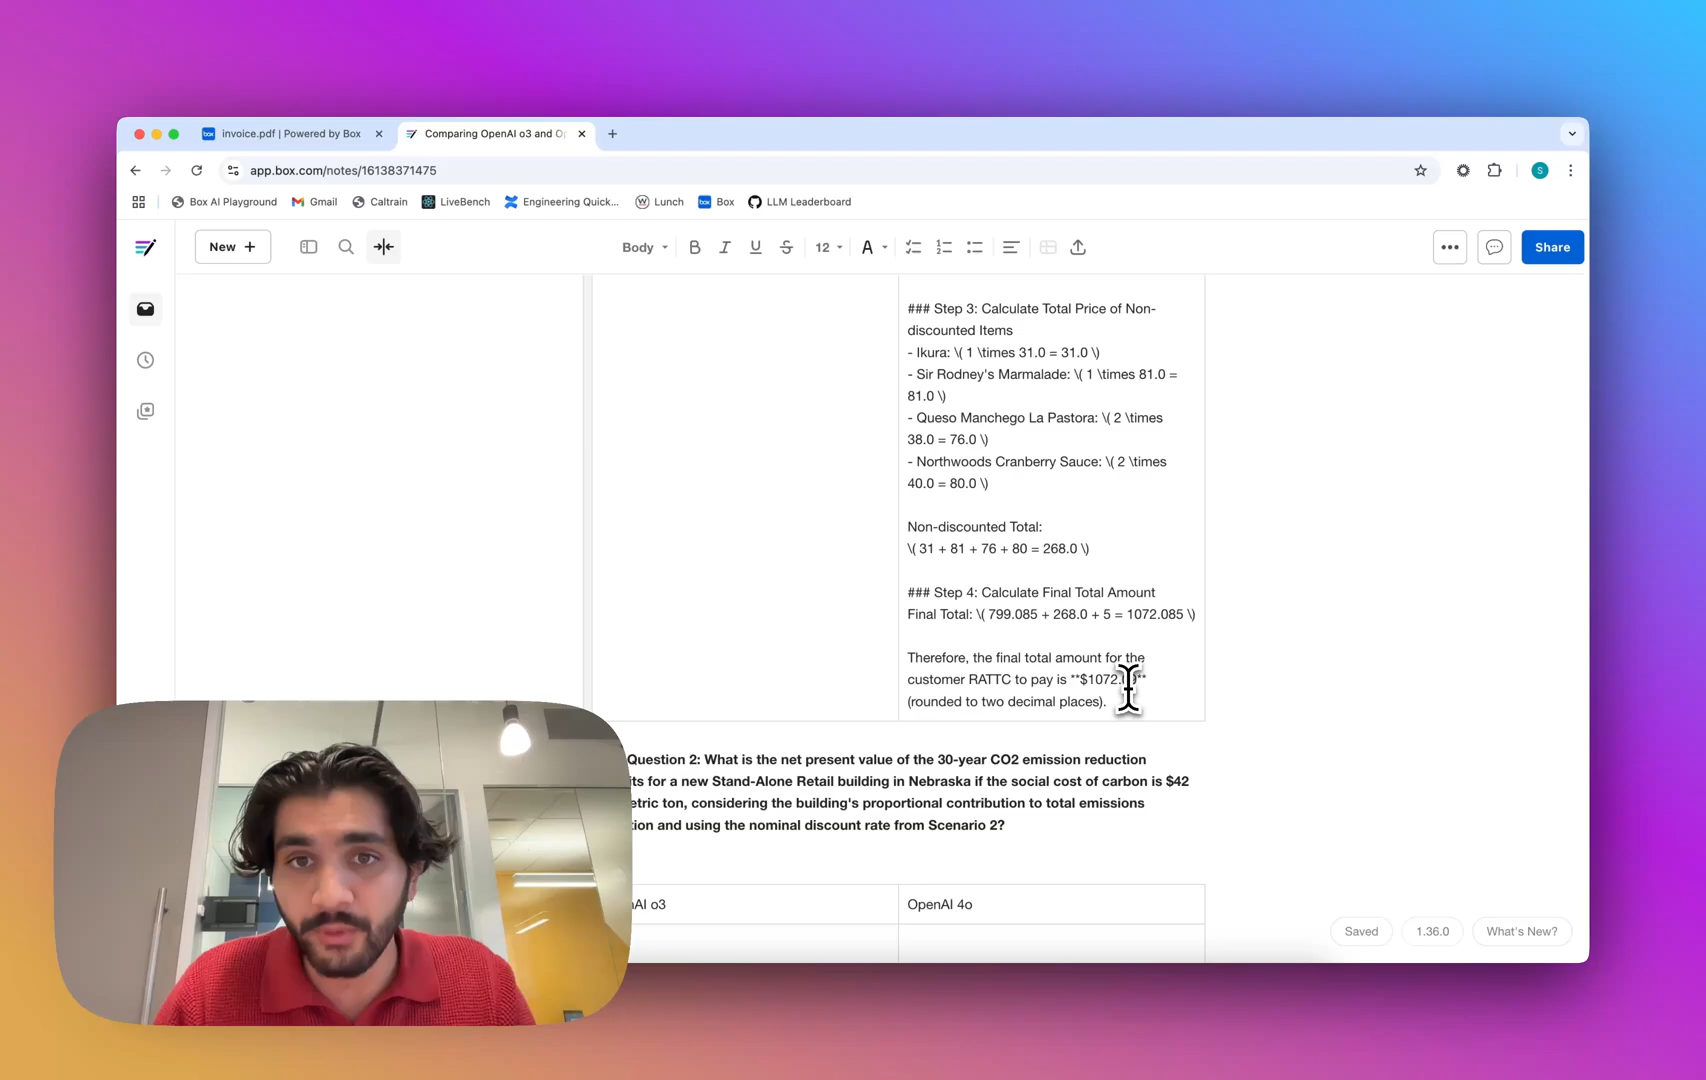 invoice.pdf | Powered by Box
Comparing OpenAI o3 and
app.box.com/notes/16138371475
S
Box AI Playground
Gmail
Caltrain
LiveBench
Engineering Quick...
Lunch
box
Box
LLM Leaderboard
New +
Body
B I U S
12
A
Share
### Step 3: Calculate Total Price of Non-
discounted Items
- Ikura: \( 1 \times 31.0 = 31.0 \)
- Sir Rodney's Marmalade: \( 1 \times 81.0 =
81.0 \)
- Queso Manchego La Pastora: \( 2 \times
38.0 = 76.0 \)
- Northwoods Cranberry Sauce: \( 2 \times
40.0 = 80.0 \)
Non-discounted Total:
\( 31 + 81 + 76 + 80 = 268.0 \)
### Step 4: Calculate Final Total Amount
Final Total: \( 799.085 + 268.0 + 5 = 1072.085 \)
Therefore, the final total amount for the
customer RATTC to pay is **$1072.09**
(rounded to two decimal places).
Question 2: What is the net present value of the 30-year CO2 emission reduction
its for a new Stand-Alone Retail building in Nebraska if the social cost of carbon is $42
etric ton, considering the building's proportional contribution to total emissions
tion and using the nominal discount rate from Scenario 2?
AI o3
OpenAI 4o
Saved
1.36.0
What's New?